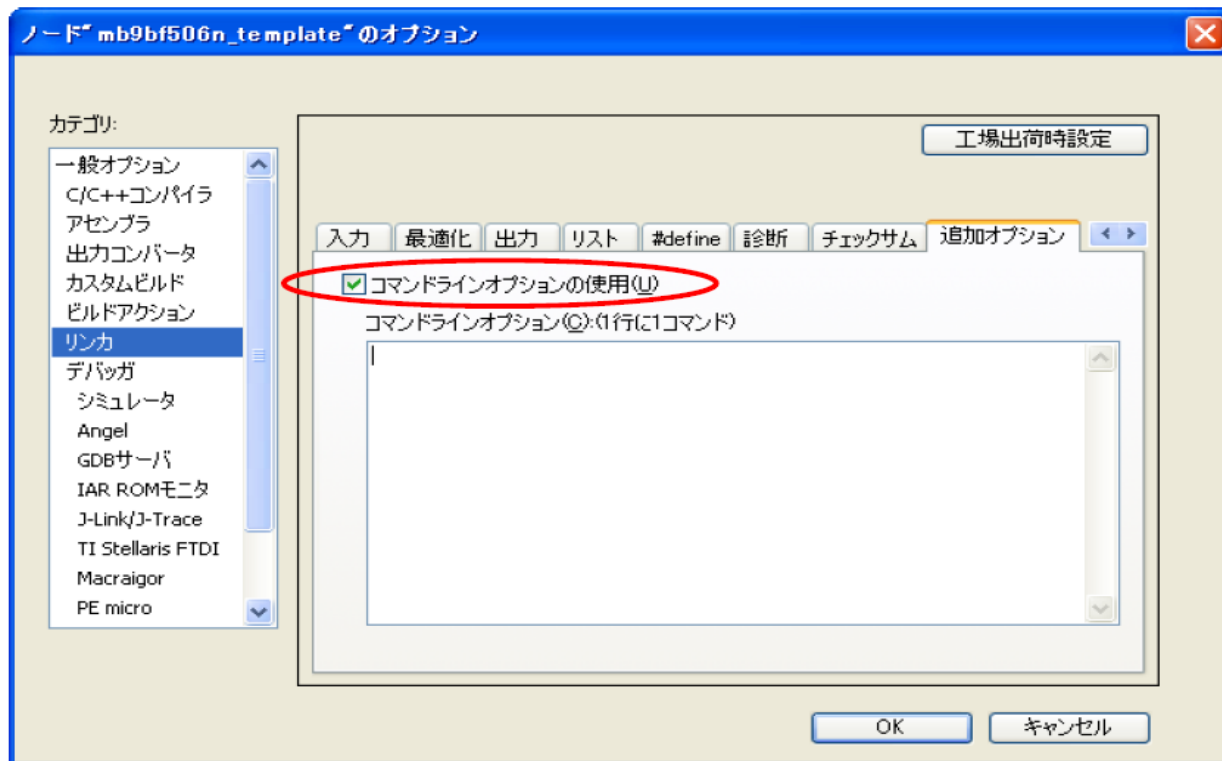 ノード"mb9bf506n_template"のオプション
カテゴリ:
工場出荷時設定
一般オプション
C/C++コンパイラ
アセンブラ
出力コンバータ
カスタムビルド
ビルドアクション
リンカ
デバッガ
シミュレータ
Angel
GDBサーバ
IAR ROMモニタ
J-Link/J-Trace
TI Stellaris FTDI
Macraigor
PE micro
入力 最適化 出力 リスト #define 診断 チェックサム 追加オプション
コマンドラインオプションの使用(U)
コマンドラインオプション(C):(1行に1コマンド)
OK キャンセル